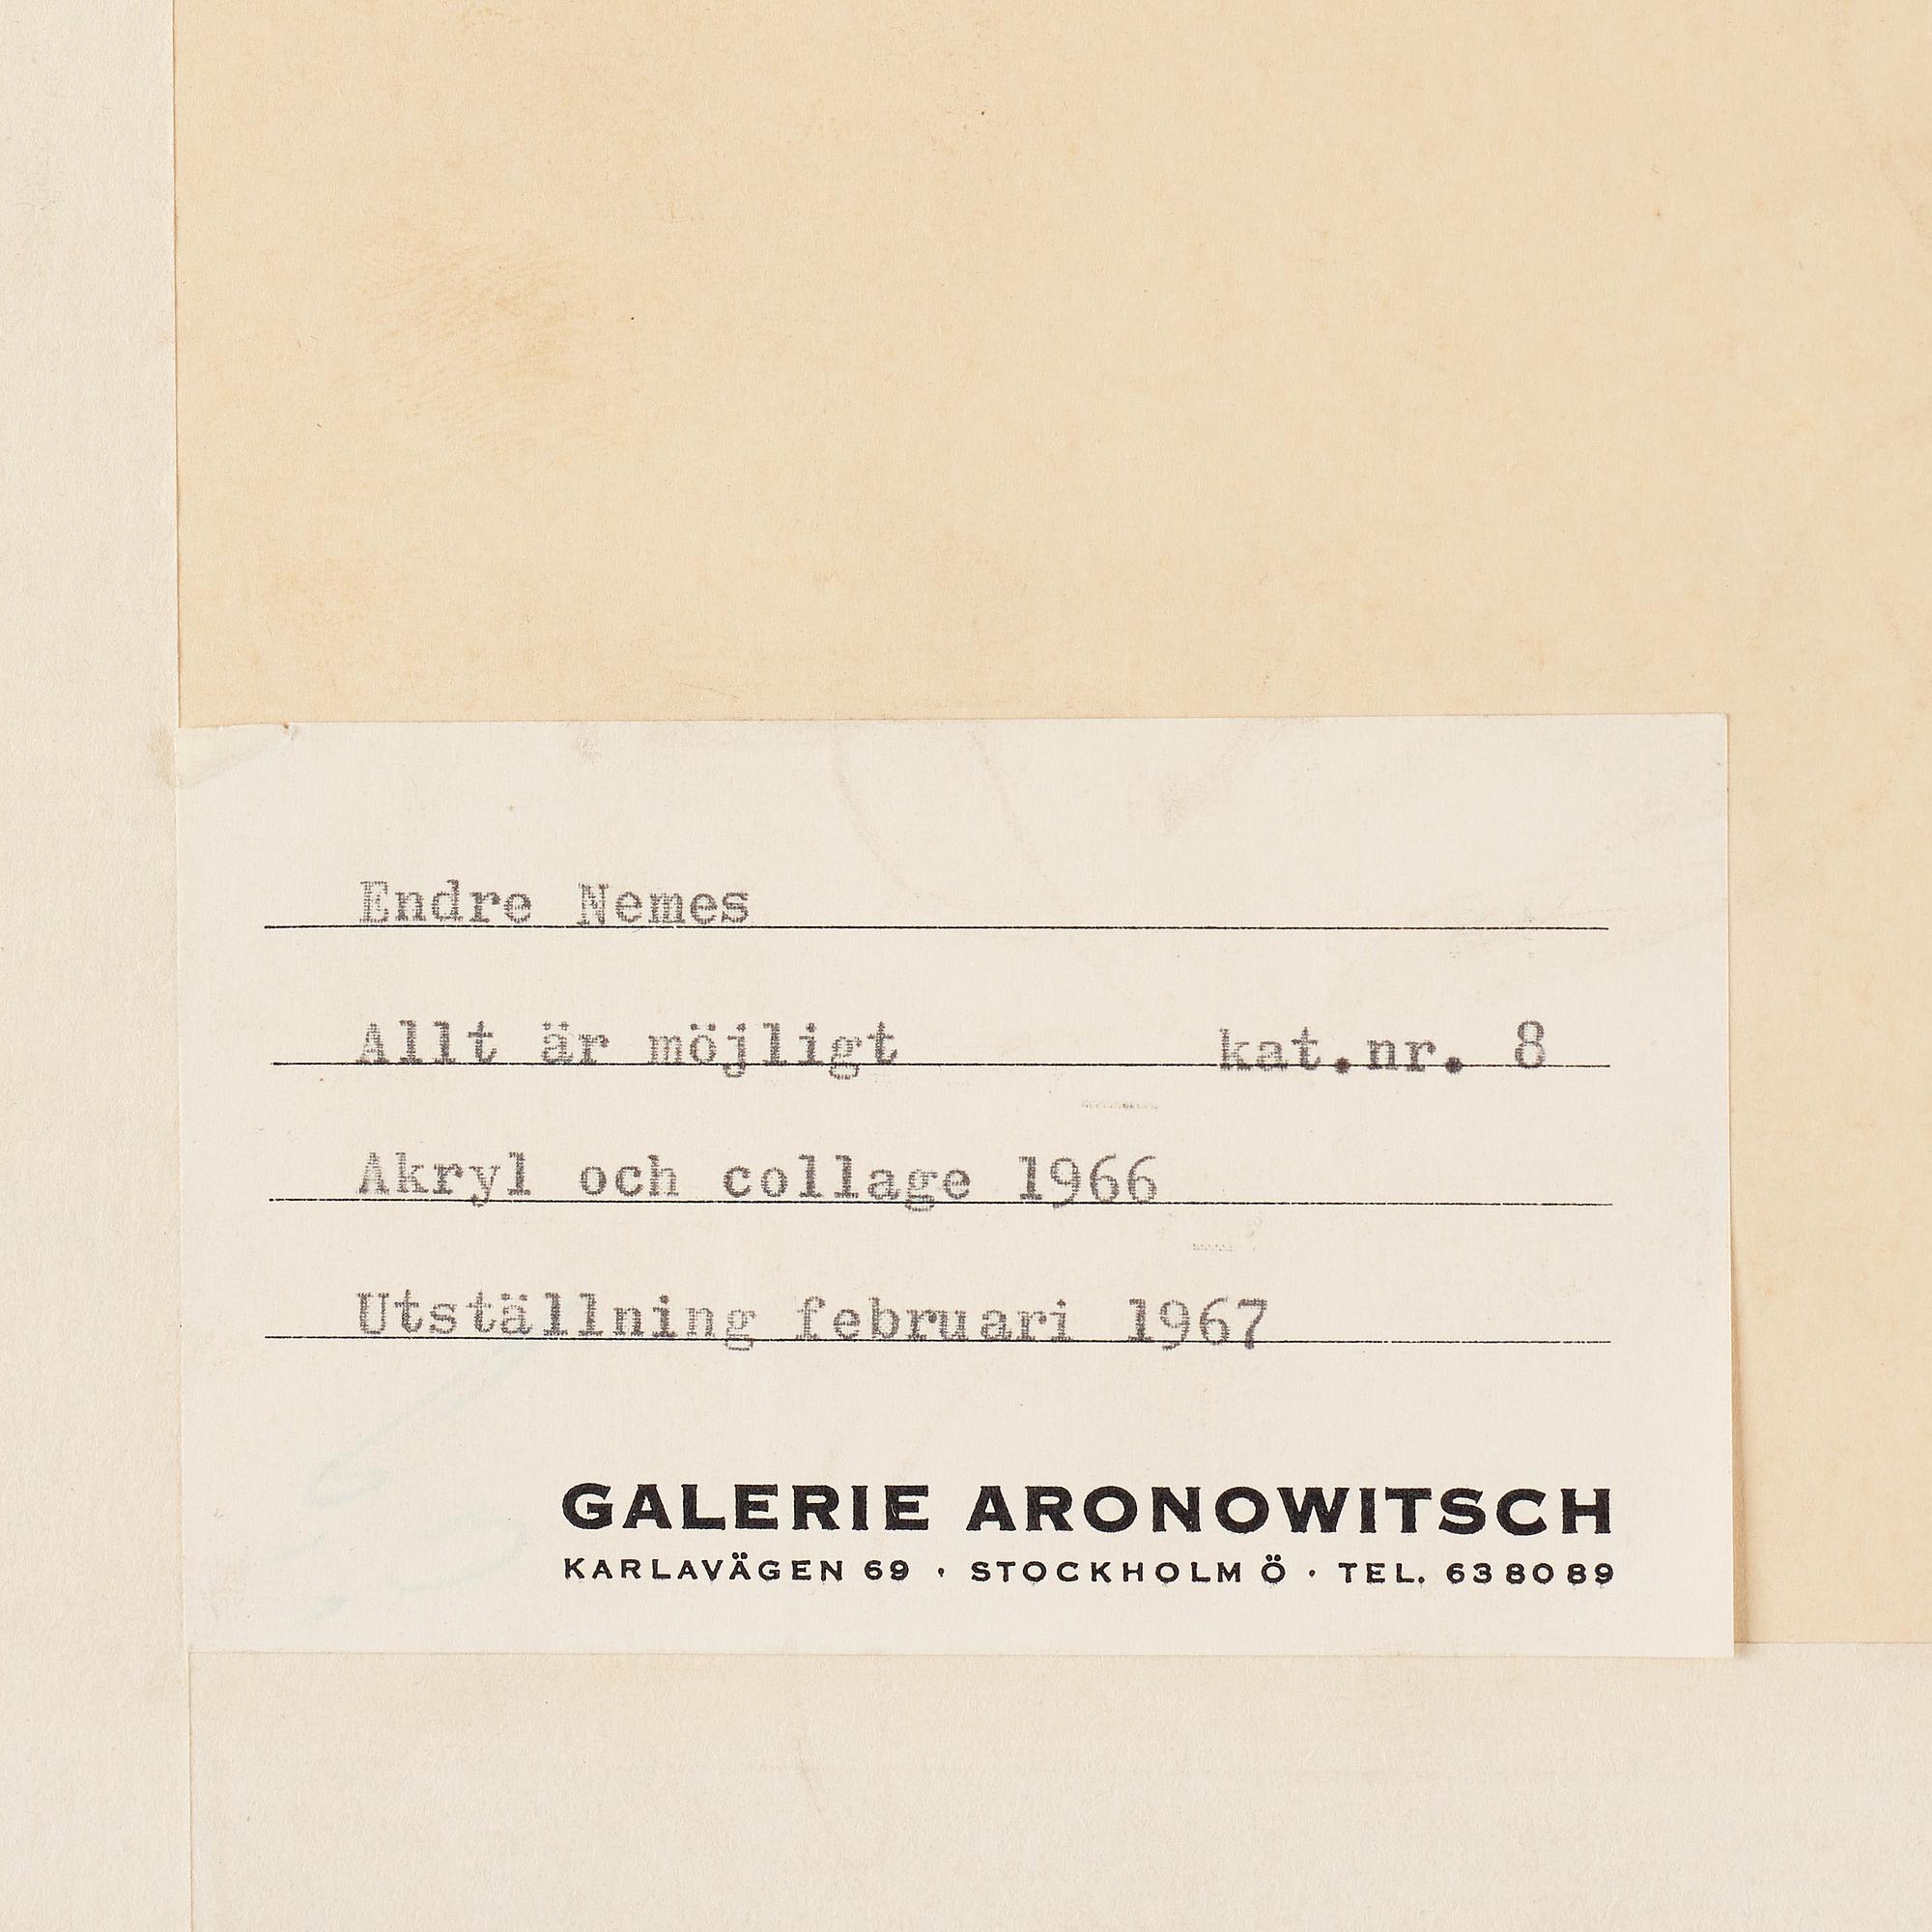 Endre Nemes
Allt är möjligt kat.nr. 8
Akryl och collage 1966
Utställning februari 1967
GALERIE ARONOWITSCH
KARLAVÄGEN 69 · STOCKHOLM Ö · TEL. 63 80 89